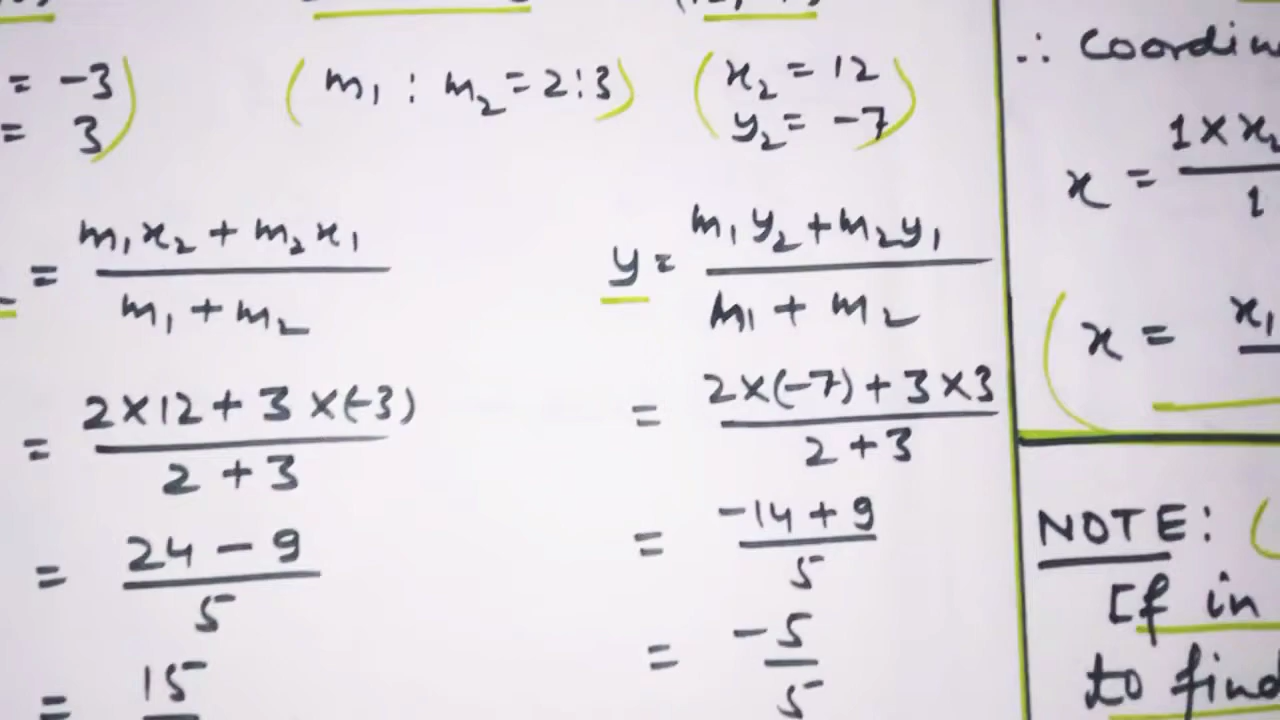 = -3
= 3
m₁ : m₂ = 2:3
x₂ = 12
y₂ = -7
= m₁x₂ + m₂x₁
m₁ + m₂
= 2×12 + 3×(-3)
2 + 3
= 24 - 9
5
= 15
y = m₁y₂ + m₂y₁
m₁ + m₂
= 2×(-7) + 3×3
2 + 3
= -14 + 9
5
= -5
5
∴
x = 1 × x₂
1
x = x₁
NOTE:
If in
to find